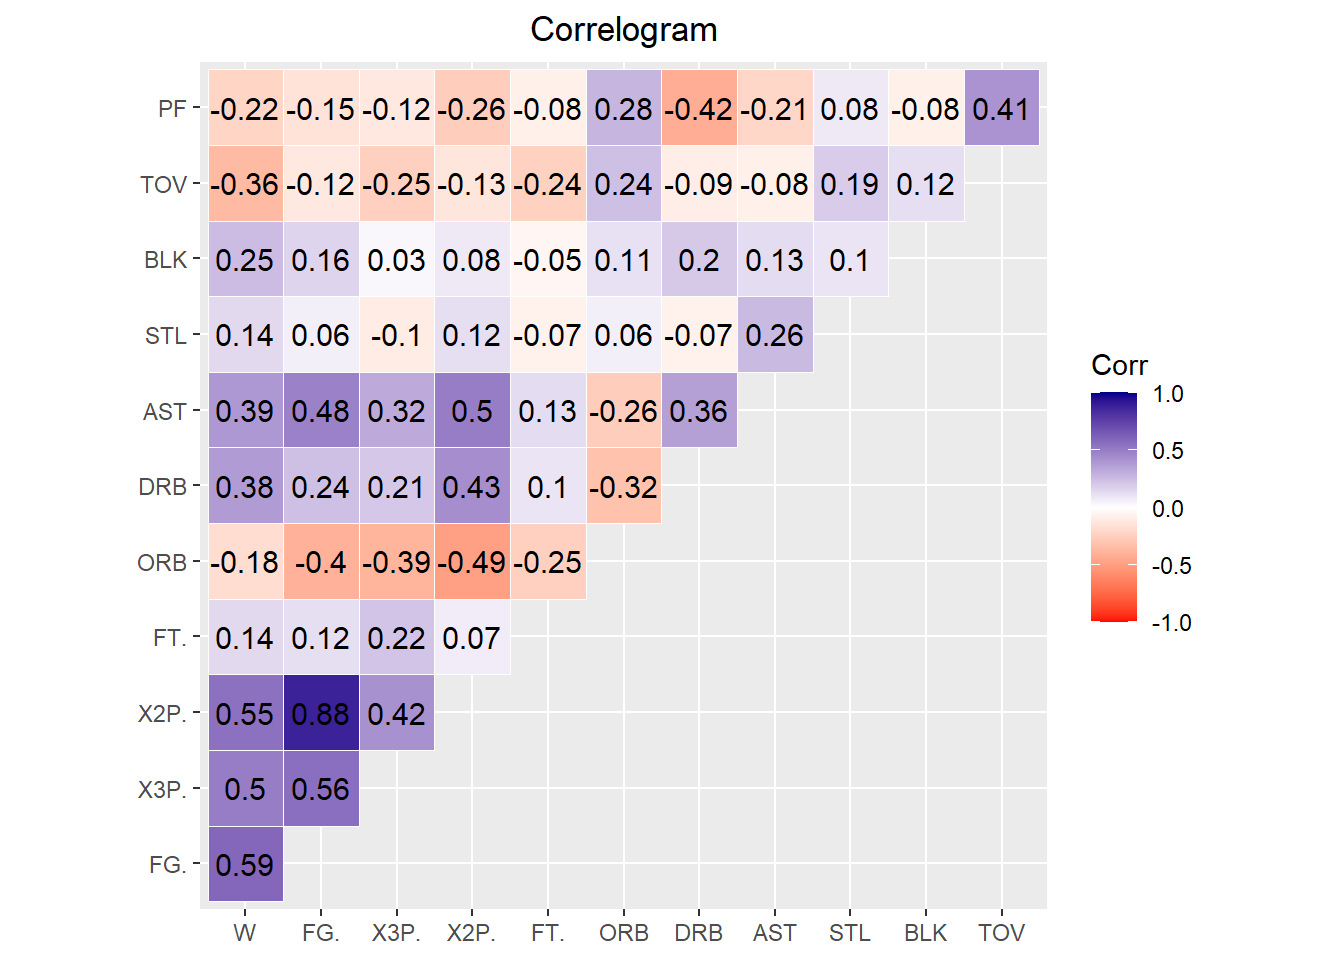 Correlogram
PF -0.22 -0.15 -0.12 -0.26 -0.08 0.28 -0.42 -0.21 0.08 -0.08 0.41
TOV -0.36 -0.12 -0.25 -0.13 -0.24 0.24 -0.09 -0.08 0.19 0.12
BLK 0.25 0.16 0.03 0.08 -0.05 0.11 0.2 0.13 0.1
STL 0.14 0.06 -0.1 0.12 -0.07 0.06 -0.07 0.26
AST 0.39 0.48 0.32 0.5 0.13 -0.26 0.36
DRB 0.38 0.24 0.21 0.43 0.1 -0.32
ORB -0.18 -0.4 -0.39 -0.49 -0.25
FT. 0.14 0.12 0.22 0.07
X2P. 0.55 0.88 0.42
X3P. 0.5 0.56
FG. 0.59
W FG. X3P. X2P. FT. ORB DRB AST STL BLK TOV
Corr
1.0
0.5
0.0
-0.5
-1.0